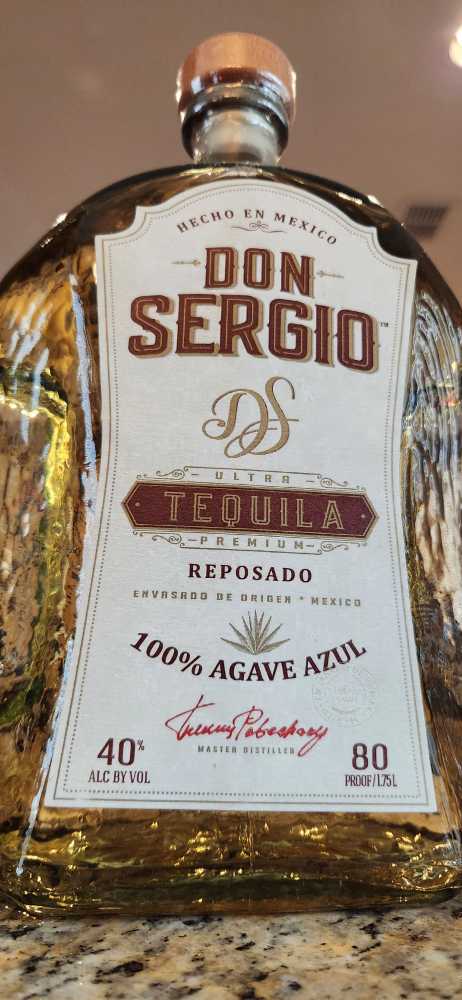 HECHO EN MEXICO
DON
SERGIO™
DS
ULTRA
TEQUILA
PREMIUM
REPOSADO
ENVASADO DE ORIGEN * MEXICO
100% AGAVE AZUL
MASTER DISTILLER
40%
ALC BY VOL
80
PROOF/1.75L